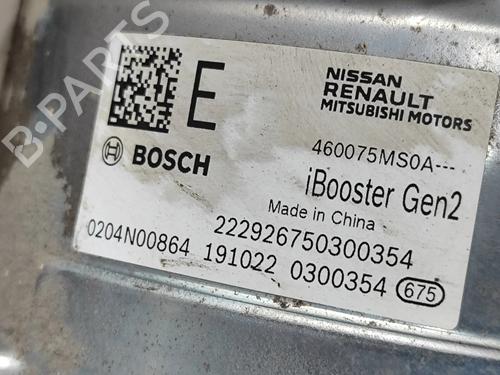 E
NISSAN
RENAULT
MITSUBISHI MOTORS
BOSCH
460075MS0A---
iBooster Gen2
Made in China
222926750300354
0204N00864 191022 0300354 675
B-PARTS